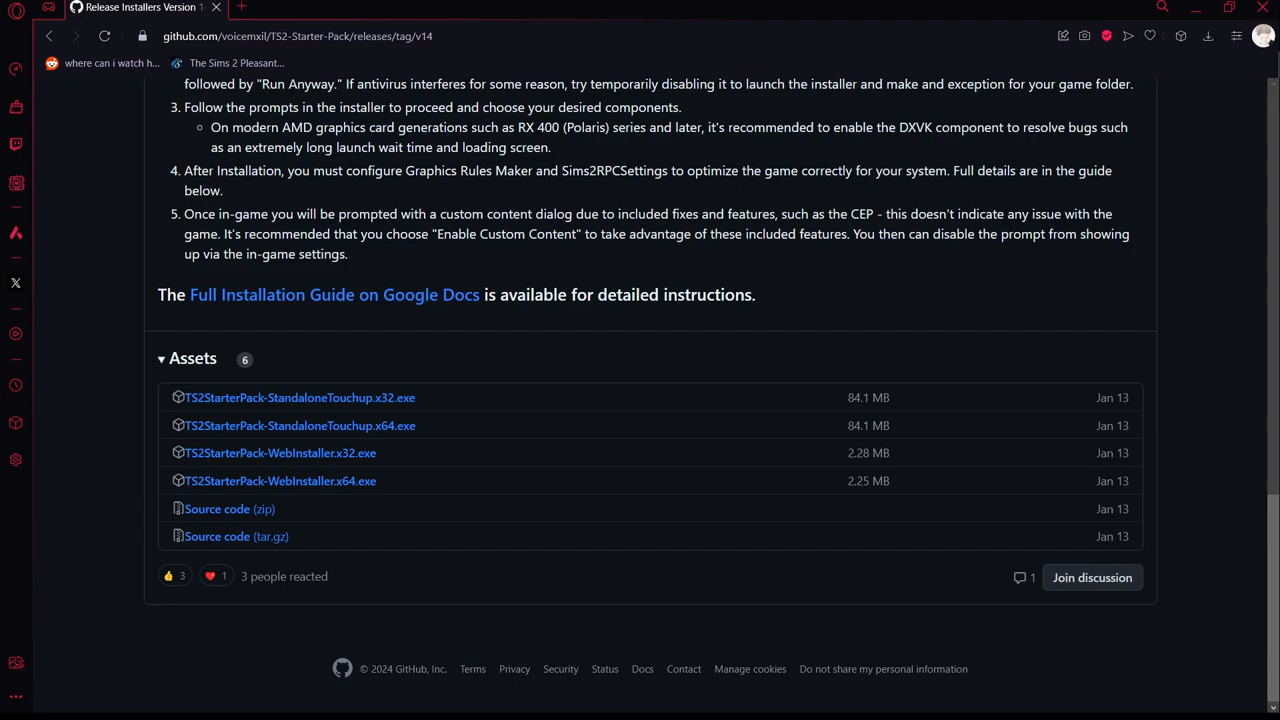 Release Installers Version 1
github.com/voicemxil/TS2-Starter-Pack/releases/tag/v14
where can i watch h...
The Sims 2 Pleasant...
followed by "Run Anyway." If antivirus interferes for some reason, try temporarily disabling it to launch the installer and make and exception for your game folder.
3. Follow the prompts in the installer to proceed and choose your desired components.
On modern AMD graphics card generations such as RX 400 (Polaris) series and later, it's recommended to enable the DXVK component to resolve bugs such
as an extremely long launch wait time and loading screen.
4. After Installation, you must configure Graphics Rules Maker and Sims2RPCSettings to optimize the game correctly for your system. Full details are in the guide
below.
5. Once in-game you will be prompted with a custom content dialog due to included fixes and features, such as the CEP - this doesn't indicate any issue with the
game. It's recommended that you choose "Enable Custom Content" to take advantage of these included features. You then can disable the prompt from showing
up via the in-game settings.
The Full Installation Guide on Google Docs is available for detailed instructions.
Assets 6
TS2StarterPack-StandaloneTouchup.x32.exe 84.1 MB Jan 13
TS2StarterPack-StandaloneTouchup.x64.exe 84.1 MB Jan 13
TS2StarterPack-WebInstaller.x32.exe 2.28 MB Jan 13
TS2StarterPack-WebInstaller.x64.exe 2.25 MB Jan 13
Source code (zip) Jan 13
Source code (tar.gz) Jan 13
3 1 3 people reacted 1 Join discussion
© 2024 GitHub, Inc. Terms Privacy Security Status Docs Contact Manage cookies Do not share my personal information